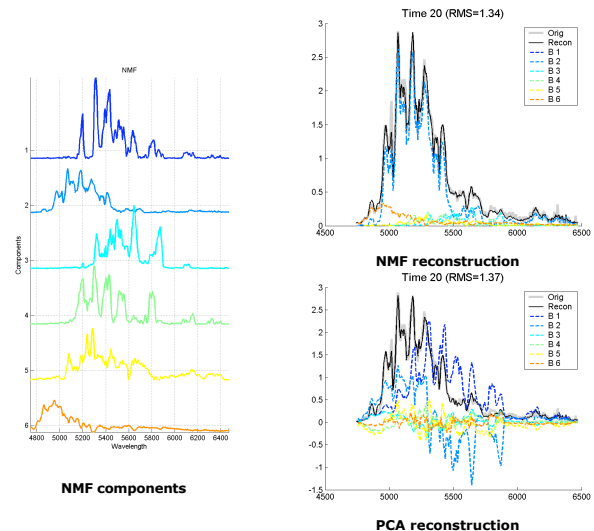 NMF
Components
1
2
3
4
5
6
4800 5000 5200 5400 5600 5800 6000 6200 6400
Wavelength
NMF components
Time 20 (RMS=1.34)
3
2.5
2
1.5
1
0.5
0
4500 5000 5500 6000 6500
Orig
Recon
B 1
B 2
B 3
B 4
B 5
B 6
NMF reconstruction
Time 20 (RMS=1.37)
3
2.5
2
1.5
1
0.5
0
-0.5
-1
-1.5
4500 5000 5500 6000 6500
Orig
Recon
B 1
B 2
B 3
B 4
B 5
B 6
PCA reconstruction